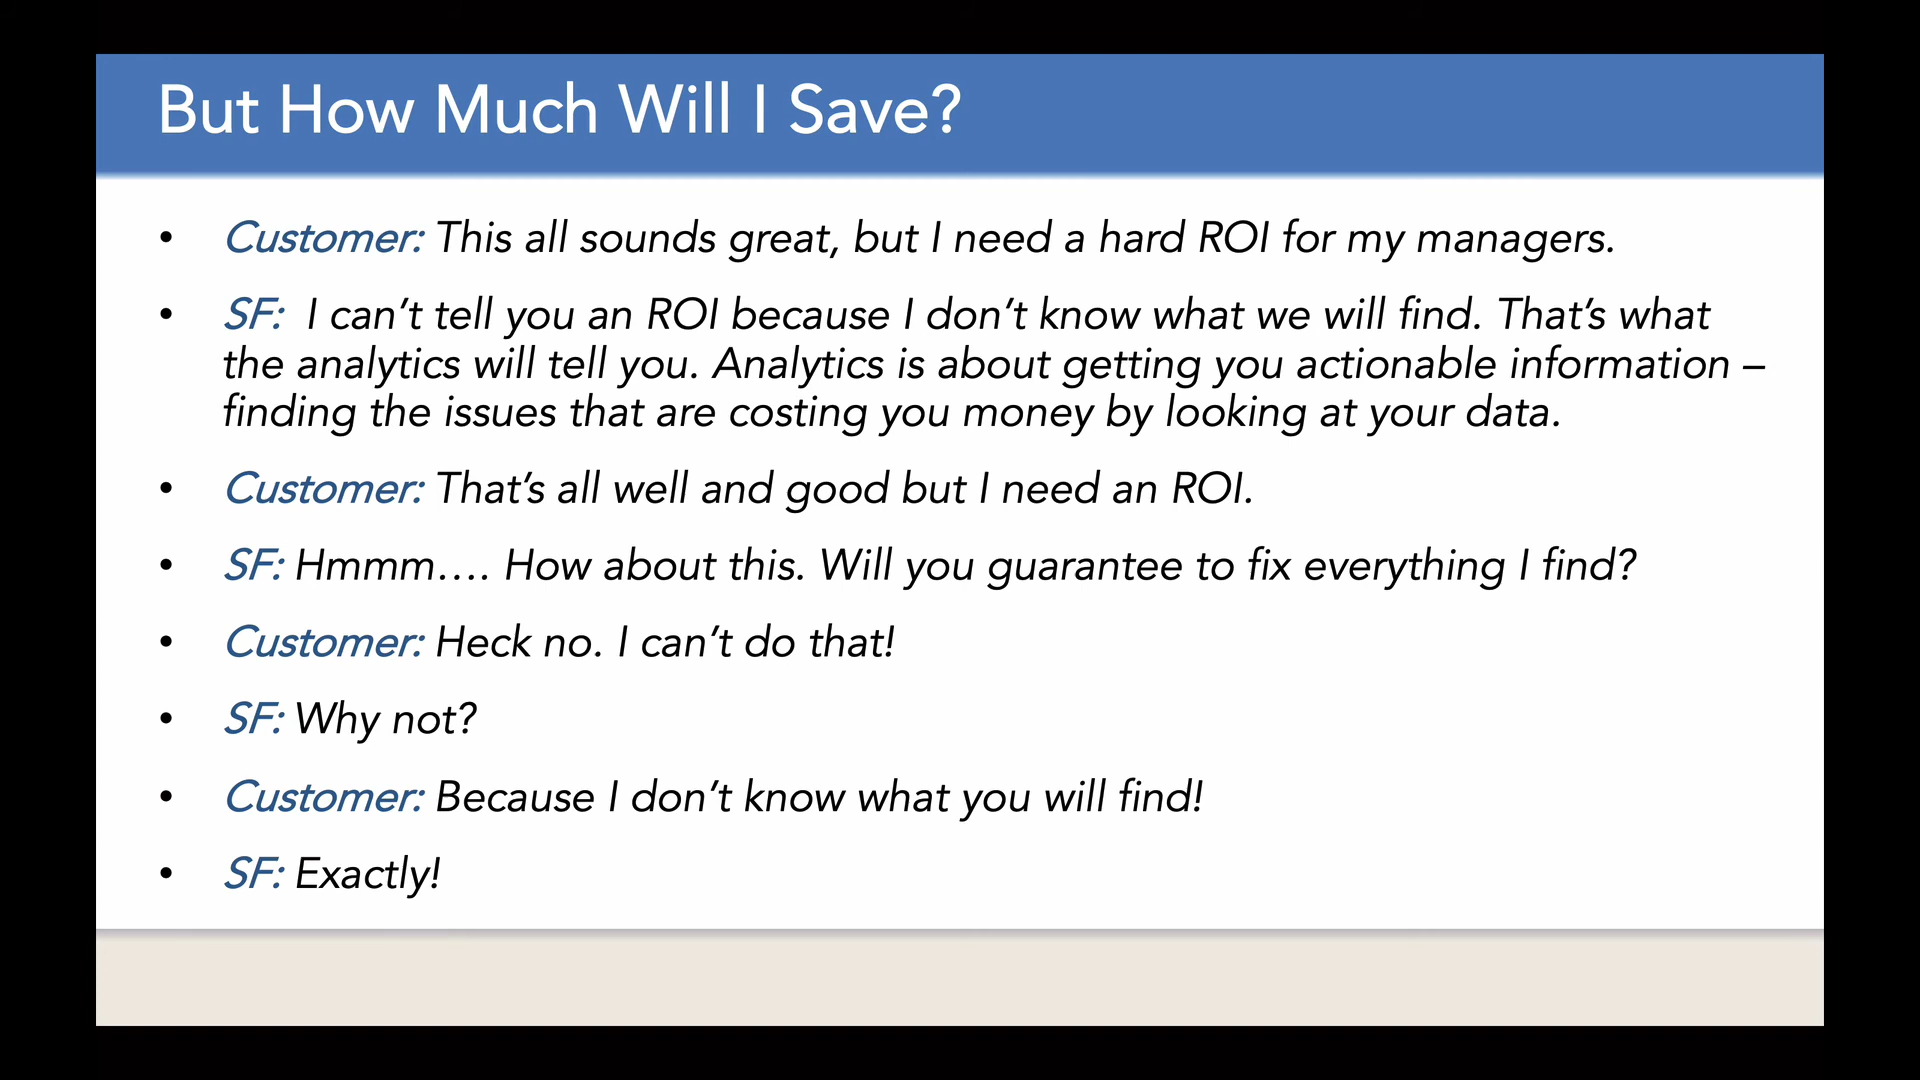 But How Much Will I Save?
• Customer: This all sounds great, but I need a hard ROI for my managers.
• SF:  I can’t tell you an ROI because I don’t know what we will find. That’s what
the analytics will tell you. Analytics is about getting you actionable information –
finding the issues that are costing you money by looking at your data.
• Customer: That’s all well and good but I need an ROI.
• SF: Hmmm…. How about this. Will you guarantee to fix everything I find?
• Customer: Heck no. I can’t do that!
• SF: Why not?
• Customer: Because I don’t know what you will find!
• SF: Exactly!